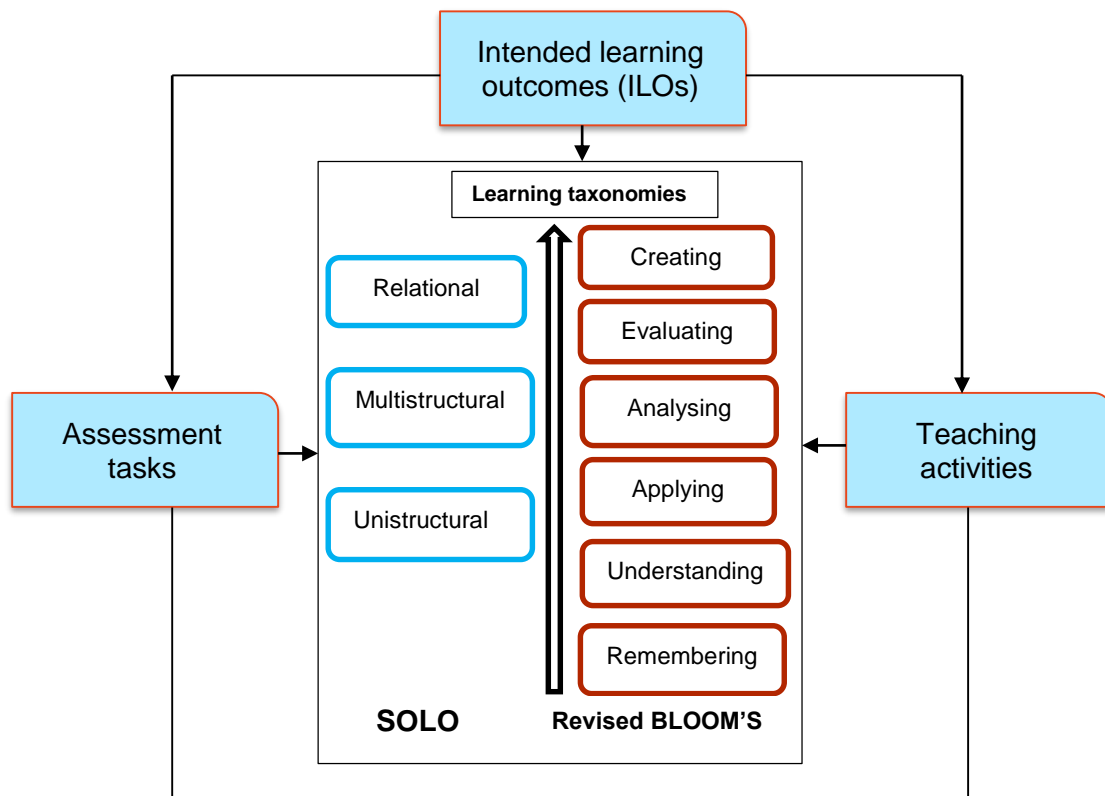 Intended learning
outcomes (ILOs)
Learning taxonomies
Relational
Multistructural
Unistructural
SOLO
Creating
Evaluating
Analysing
Applying
Understanding
Remembering
Revised BLOOM’S
Assessment
tasks
Teaching
activities